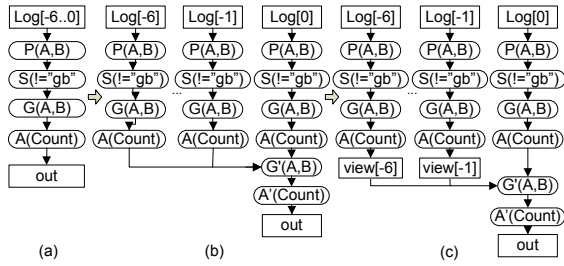 Log[-6..0] Log[-6] Log[-1] Log[0] Log[-6] Log[-1] Log[0]
P(A,B) P(A,B) P(A,B) P(A,B) P(A,B) P(A,B) P(A,B)
S(!="gb") S(!="gb") S(!="gb") S(!="gb") S(!="gb") S(!="gb") S(!="gb")
G(A,B) G(A,B) ... G(A,B) G(A,B) G(A,B) ... G(A,B) G(A,B)
A(Count) A(Count) A(Count) A(Count) A(Count) A(Count) A(Count)
out G'(A,B) view[-6] view[-1] G'(A,B)
A'(Count) A'(Count)
out out
(a) (b) (c)